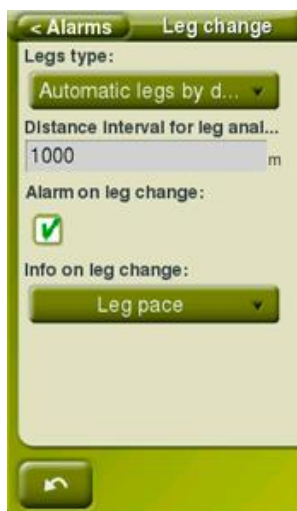 < Alarms Leg change
Legs type:
Automatic legs by d...
Distance Interval for leg anal...
1000 m
Alarm on leg change:
Info on leg change:
Leg pace